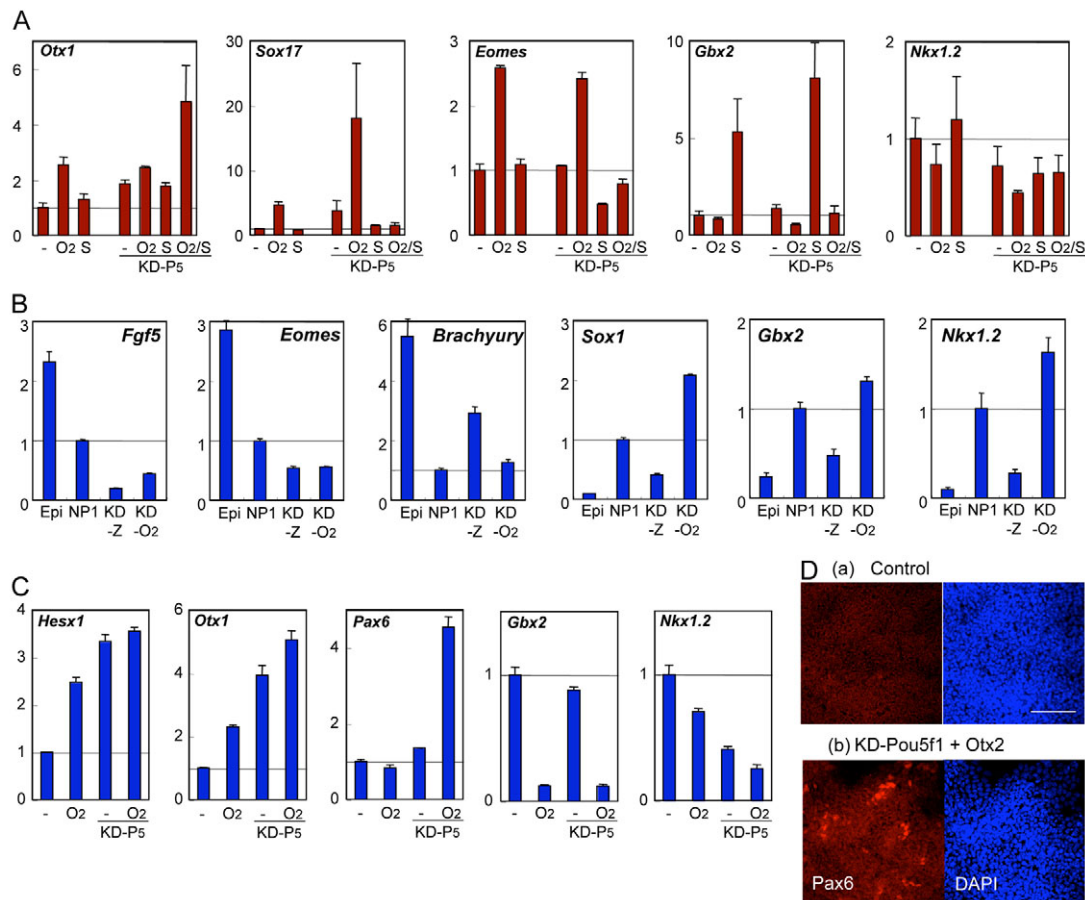 A
Otx1
Sox17
Eomes
Gbx2
Nkx1.2
6
4
2
0
- O2 S - O2 S O2/S
KD-P5
30
20
10
0
- O2 S - O2 S O2/S
KD-P5
3
2
1
0
- O2 S - O2 S O2/S
KD-P5
10
5
0
- O2 S - O2 S O2/S
KD-P5
2
1
0
- O2 S - O2 S O2/S
KD-P5
B
Fgf5
Eomes
Brachyury
Sox1
Gbx2
Nkx1.2
3
2
1
0
Epi NP1 KD KD
-Z -O2
3
2
1
0
Epi NP1 KD KD
-Z -O2
6
4
2
0
Epi NP1 KD KD
-Z -O2
3
2
1
0
Epi NP1 KD KD
-Z -O2
2
1
0
Epi NP1 KD KD
-Z -O2
2
1
0
Epi NP1 KD KD
-Z -O2
C
Hesx1
Otx1
Pax6
Gbx2
Nkx1.2
4
3
2
1
0
- O2 - O2
KD-P5
6
4
2
0
- O2 - O2
KD-P5
4
2
0
- O2 - O2
KD-P5
1
0
- O2 - O2
KD-P5
1
0
- O2 - O2
KD-P5
D (a) Control
(b) KD-Pou5f1 + Otx2
Pax6
DAPI